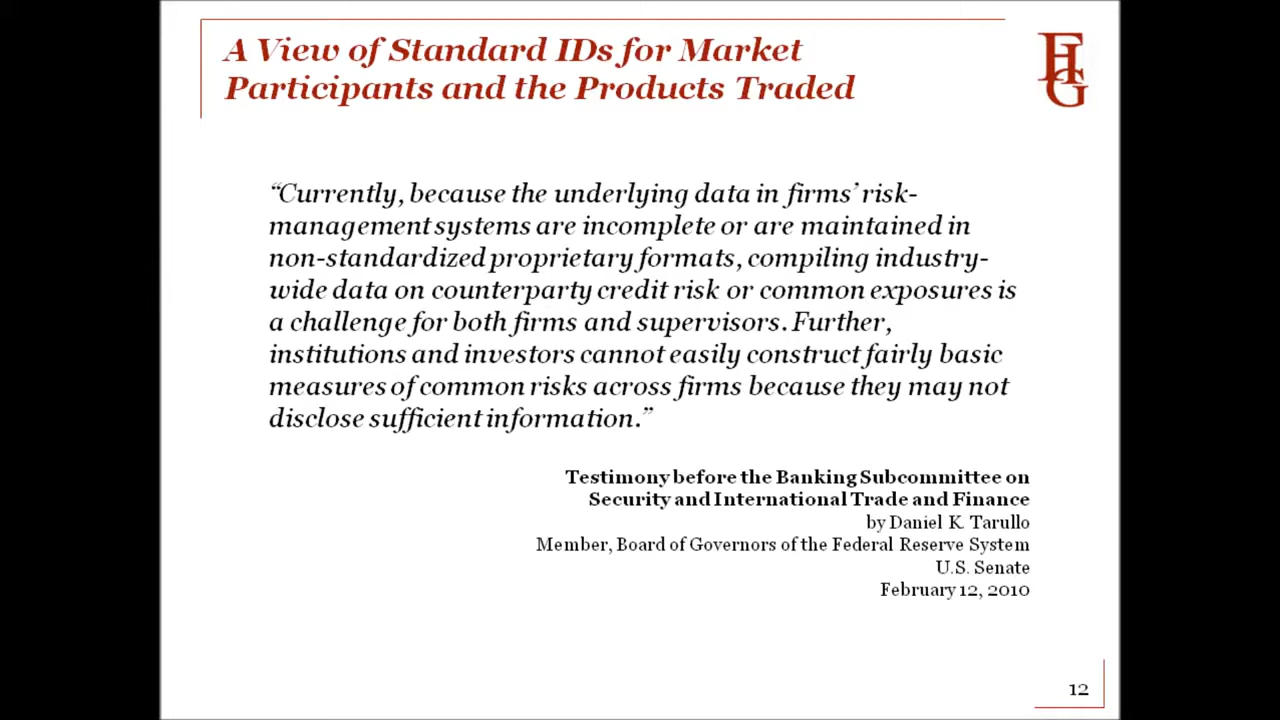 A View of Standard IDs for Market
Participants and the Products Traded
FHG
“Currently, because the underlying data in firms’ risk-
management systems are incomplete or are maintained in
non-standardized proprietary formats, compiling industry-
wide data on counterparty credit risk or common exposures is
a challenge for both firms and supervisors. Further,
institutions and investors cannot easily construct fairly basic
measures of common risks across firms because they may not
disclose sufficient information.”
Testimony before the Banking Subcommittee on
Security and International Trade and Finance
by Daniel K. Tarullo
Member, Board of Governors of the Federal Reserve System
U.S. Senate
February 12, 2010
12